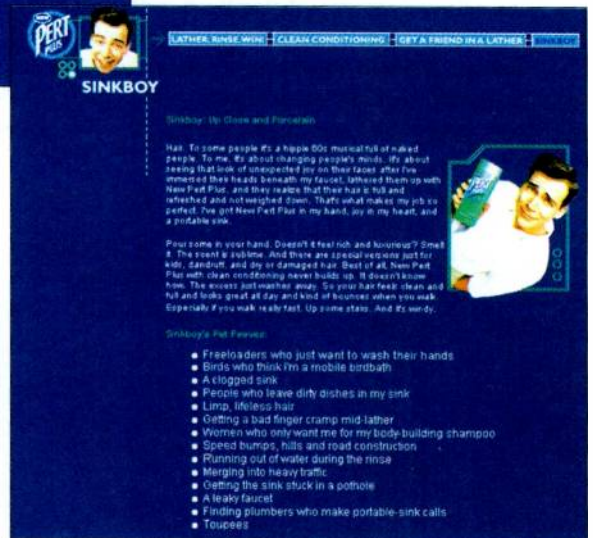 NEW
PERT
PLUS
SINKBOY
LATHER, RINSE, WIN! CLEAN CONDITIONING GET A FRIEND IN A LATHER SINKBOY
Sinkboy: Up Close and Porcelain
Hair. To some people it's a hippie 60s musical full of naked
people. To me, it's about changing people's minds. It's about
seeing that look of unexpected joy on their faces after I've
immersed their heads beneath my faucet, lathered them up with
New Pert Plus, and they realize that their hair is full and
refreshed and not weighed down. That's what makes my job so
perfect. I've got New Pert Plus in my hand, joy in my heart, and
a portable sink.
Pour some in your hand. Doesn't it feel rich and luxurious? Smell
it. The scent is sublime. And there are special versions just for
kids, dandruff, and dry or damaged hair. Best of all, New Pert
Plus with clean conditioning never builds up. It doesn't know
how. The excess just washes away. So your hair feels clean and
full and looks great all day and kind of bounces when you walk.
Especially if you walk really fast. Up some stairs. And it's windy.
Sinkboy's Pet Peeves:
Freeloaders who just want to wash their hands
Birds who think I'm a mobile birdbath
A clogged sink
People who leave dirty dishes in my sink
Limp, lifeless hair
Getting a bad finger cramp mid-lather
Women who only want me for my body-building shampoo
Speed bumps, hills and road construction
Running out of water during the rinse
Merging into heavy traffic
Getting the sink stuck in a pothole
A leaky faucet
Finding plumbers who make portable-sink calls
Toupees
PERT